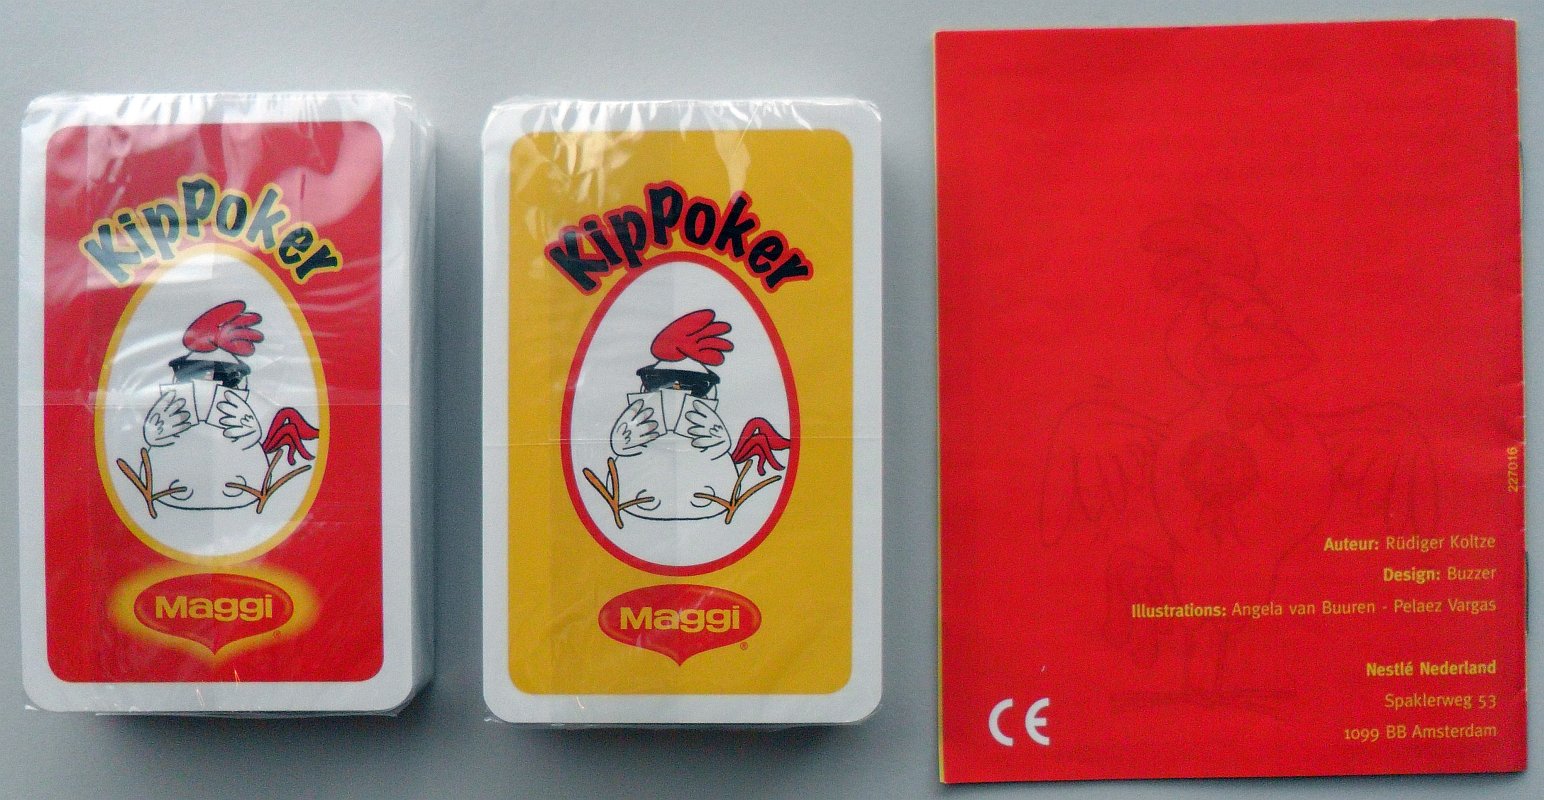 KipPoker
Maggi
KipPoker
Maggi
®
227016
Auteur: Rüdiger Koltze
Design: Buzzer
Illustrations: Angela van Buuren - Pelaez Vargas
Nestlé Nederland
Spaklerweg 53
1099 BB Amsterdam
CE